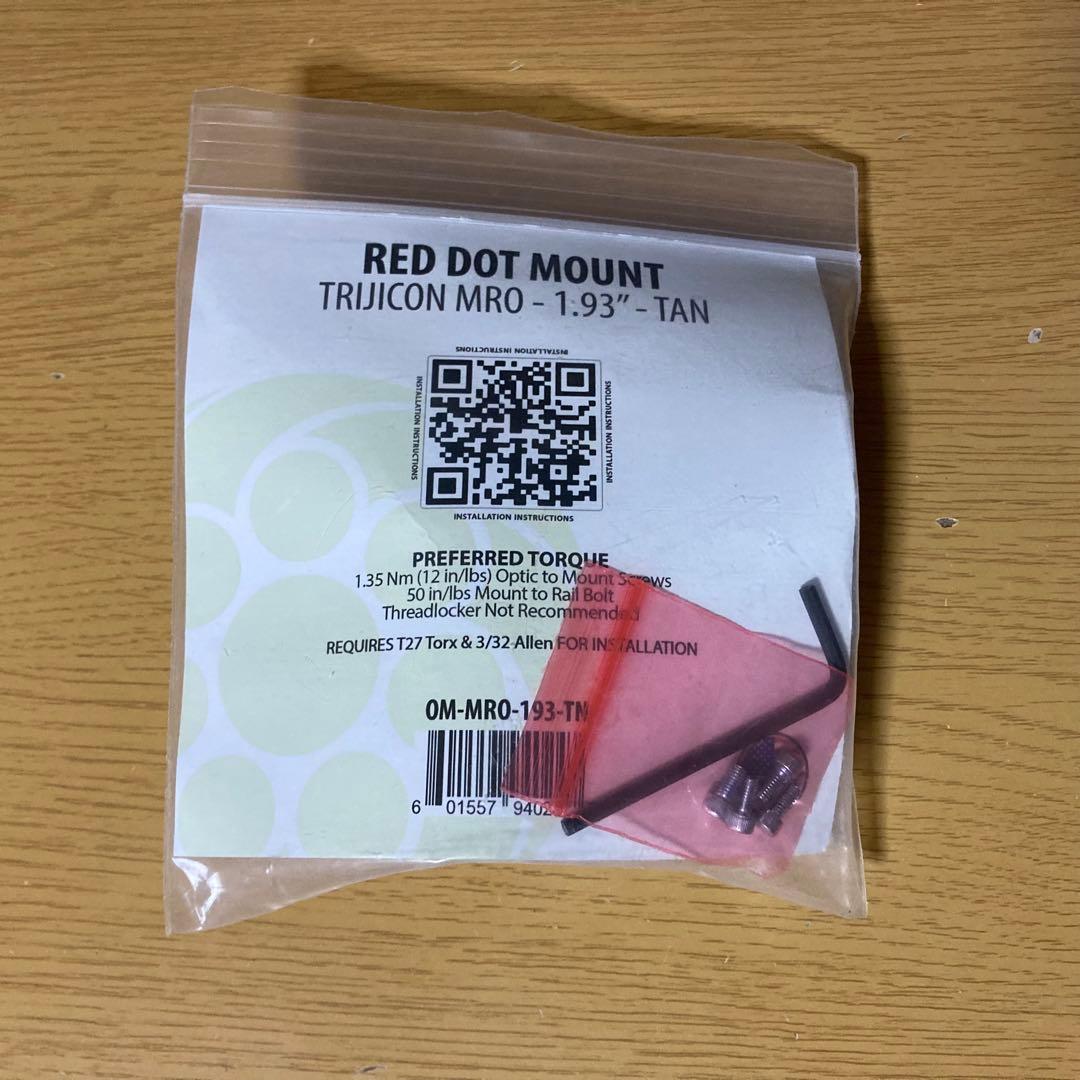 RED DOT MOUNT
TRIJICON MRO - 1.93” - TAN
INSTALLATION INSTRUCTIONS
INSTALLATION INSTRUCTIONS
INSTALLATION INSTRUCTIONS
INSTALLATION INSTRUCTIONS
PREFERRED TORQUE
1.35 Nm (12 in/lbs) Optic to Mount Screws
50 in/lbs Mount to Rail Bolt
Threadlocker Not Recommended
REQUIRES T27 Torx & 3/32 Allen FOR INSTALLATION
OM-MRO-193-TN
6 01557 9402